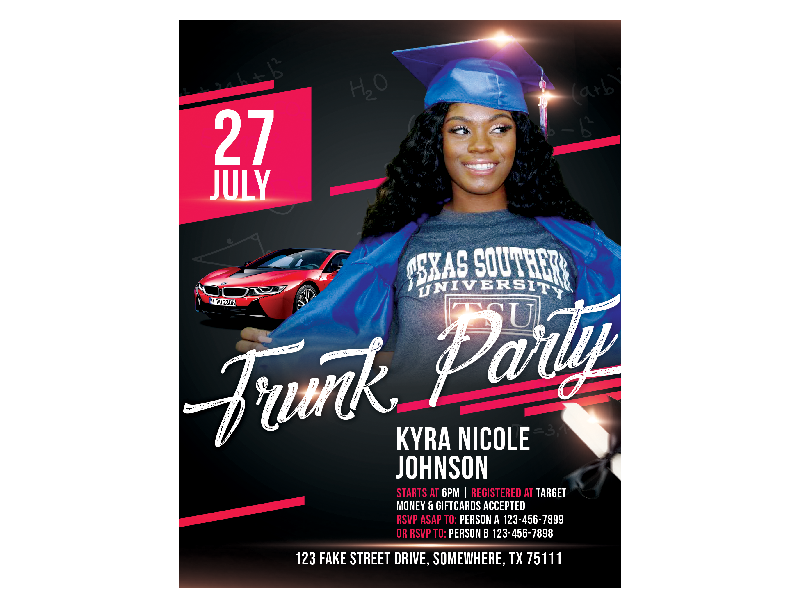 27
JULY
H2O
TEXAS SOUTHERN
UNIVERSITY
TSU
Trunk Party
KYRA NICOLE
JOHNSON
STARTS AT 6PM | REGISTERED AT TARGET
MONEY & GIFTCARDS ACCEPTED
RSVP ASAP TO: PERSON A 123-456-7899
OR RSVP TO: PERSON B 123-456-7898
123 FAKE STREET DRIVE, SOMEWHERE, TX 75111